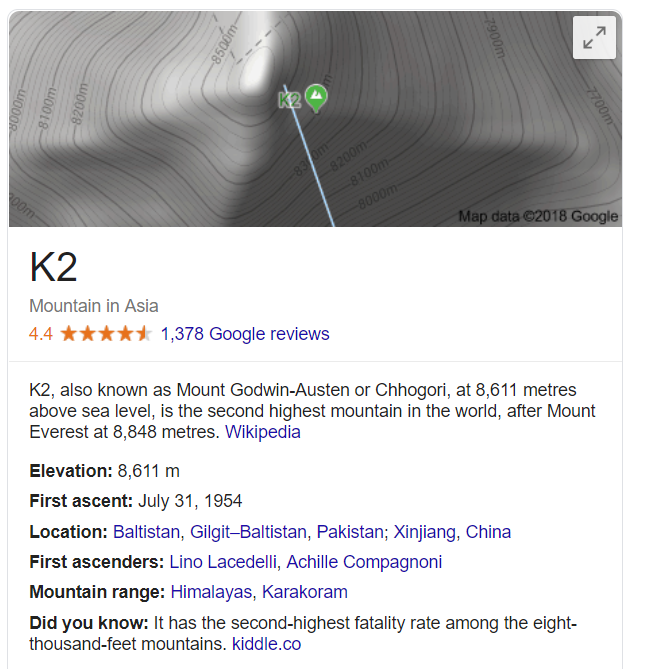 8500m
7900m
8000m
8100m
8200m
7700m
K2
8200m
8100m
8000m
Map data ©2018 Google
K2
Mountain in Asia
4.4 1,378 Google reviews
K2, also known as Mount Godwin-Austen or Chhogori, at 8,611 metres
above sea level, is the second highest mountain in the world, after Mount
Everest at 8,848 metres. Wikipedia
Elevation: 8,611 m
First ascent: July 31, 1954
Location: Baltistan, Gilgit–Baltistan, Pakistan; Xinjiang, China
First ascenders: Lino Lacedelli, Achille Compagnoni
Mountain range: Himalayas, Karakoram
Did you know: It has the second-highest fatality rate among the eight-
thousand-feet mountains. kiddle.co